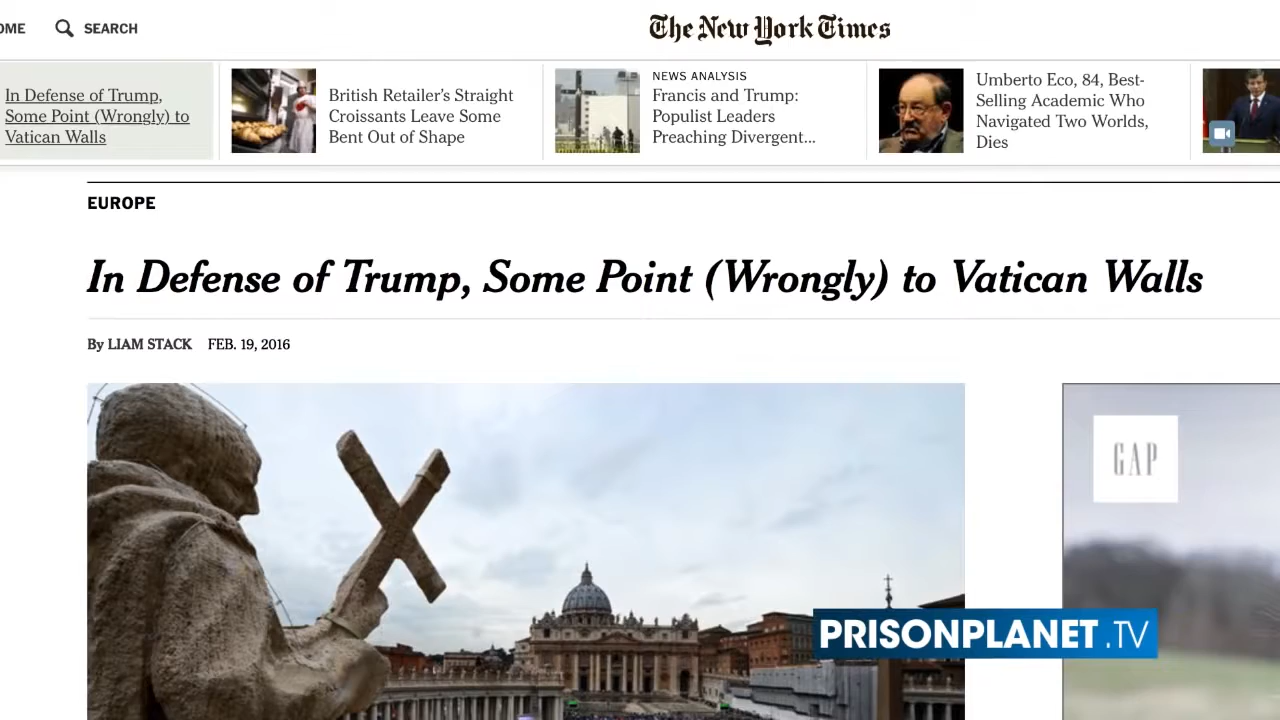 OME
SEARCH
The New York Times
In Defense of Trump,
Some Point (Wrongly) to
Vatican Walls
British Retailer's Straight
Croissants Leave Some
Bent Out of Shape
NEWS ANALYSIS
Francis and Trump:
Populist Leaders
Preaching Divergent...
Umberto Eco, 84, Best-
Selling Academic Who
Navigated Two Worlds,
Dies
EUROPE
In Defense of Trump, Some Point (Wrongly) to Vatican Walls
By LIAM STACK FEB. 19, 2016
GAP
PRISONPLANET.TV